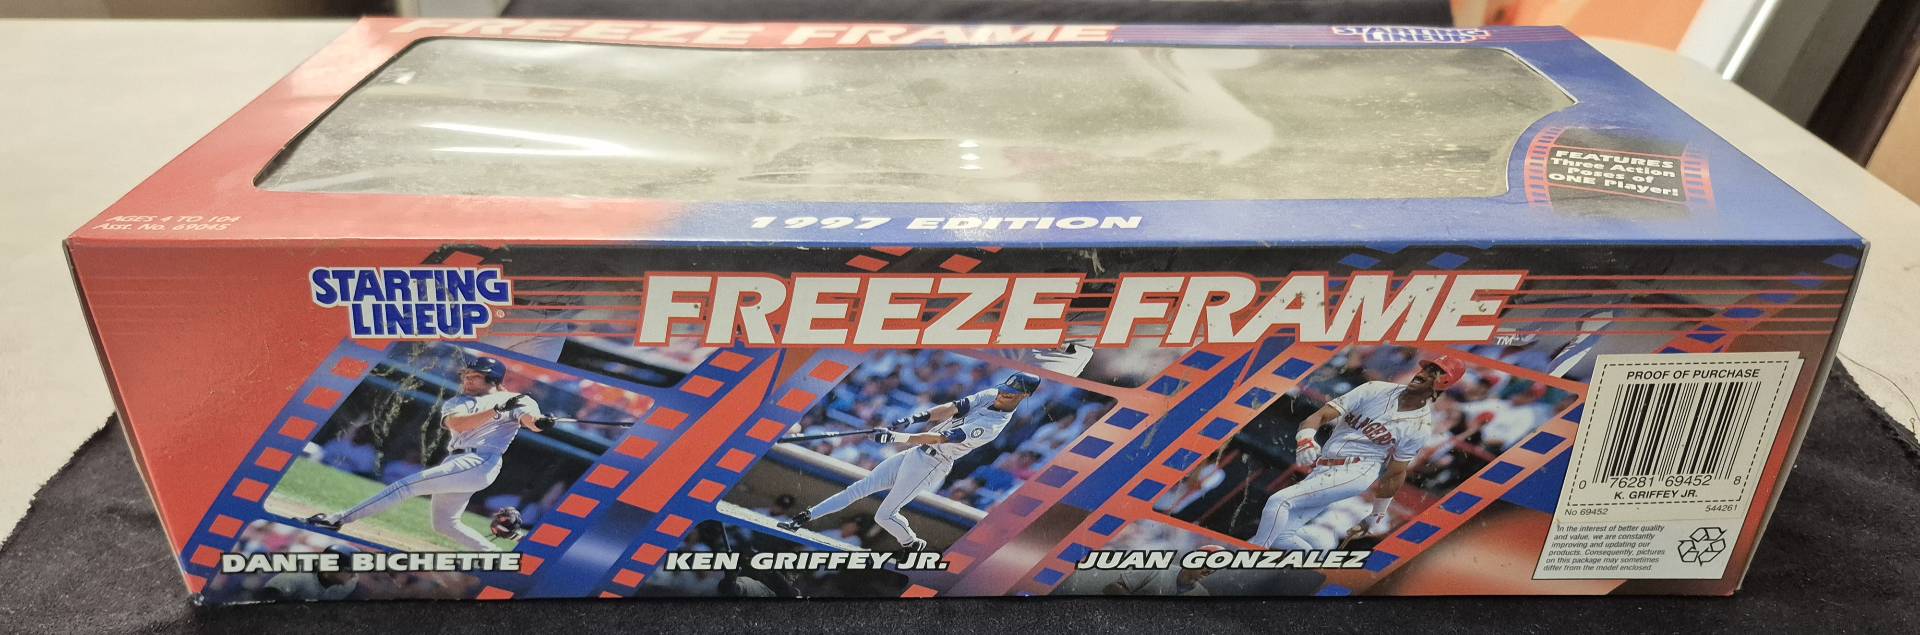 FREEZE FRAME
STARTING
LINEUP
FEATURES
Three Action
Poses of
ONE Player!
AGES 4 TO 104
Asst. No. 69045
1997 EDITION
STARTING
LINEUP®
FREEZE FRAME™
RANGERS
DANTE BICHETTE
KEN GRIFFEY JR.
JUAN GONZALEZ
PROOF OF PURCHASE
0 76281 69452 8
K. GRIFFEY JR.
No 69452 544261
In the interest of better quality
and value, we are constantly
improving and updating our
products. Consequently, pictures
on this package may sometimes
differ from the model enclosed.